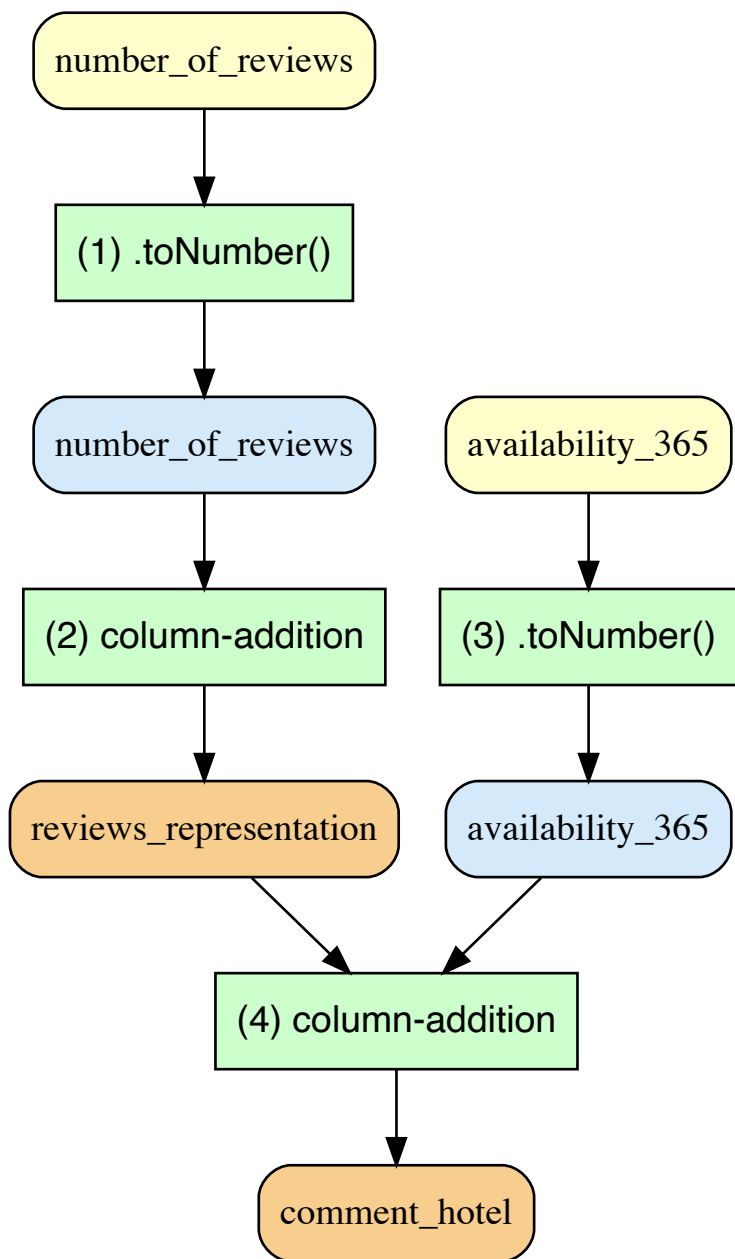 number_of_reviews
(1) .toNumber()
number_of_reviews
availability_365
(2) column-addition
(3) .toNumber()
reviews_representation
availability_365
(4) column-addition
comment_hotel